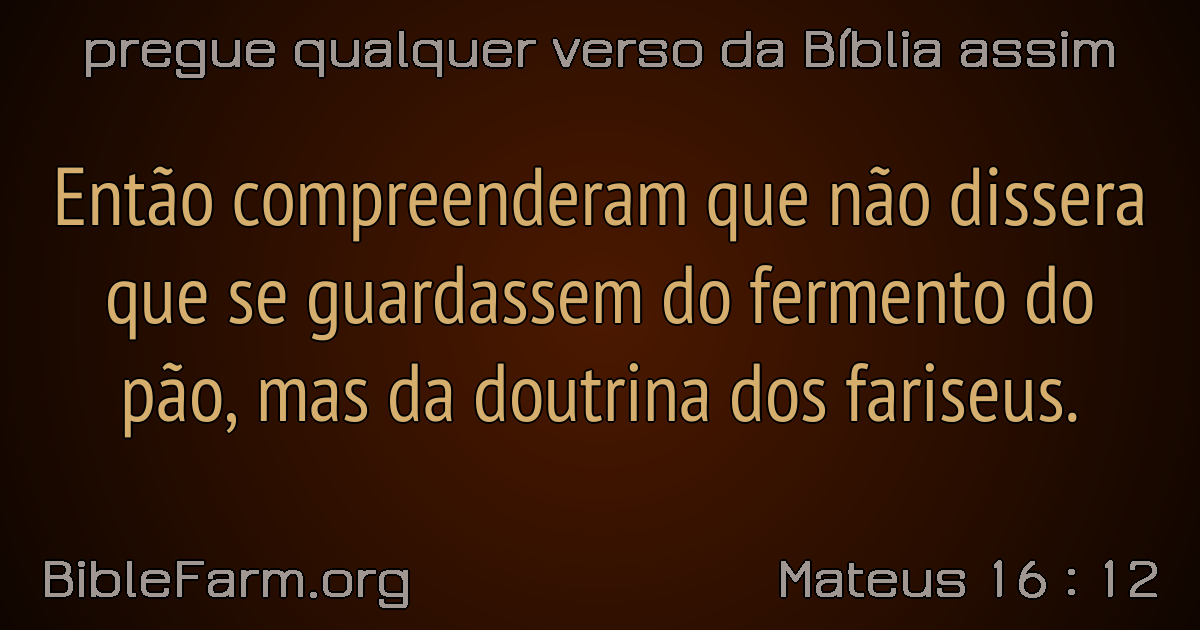 pregue qualquer verso da Bíblia assim
Então compreenderam que não dissera
que se guardassem do fermento do
pão, mas da doutrina dos fariseus.
BibleFarm.org
Mateus 16 : 12